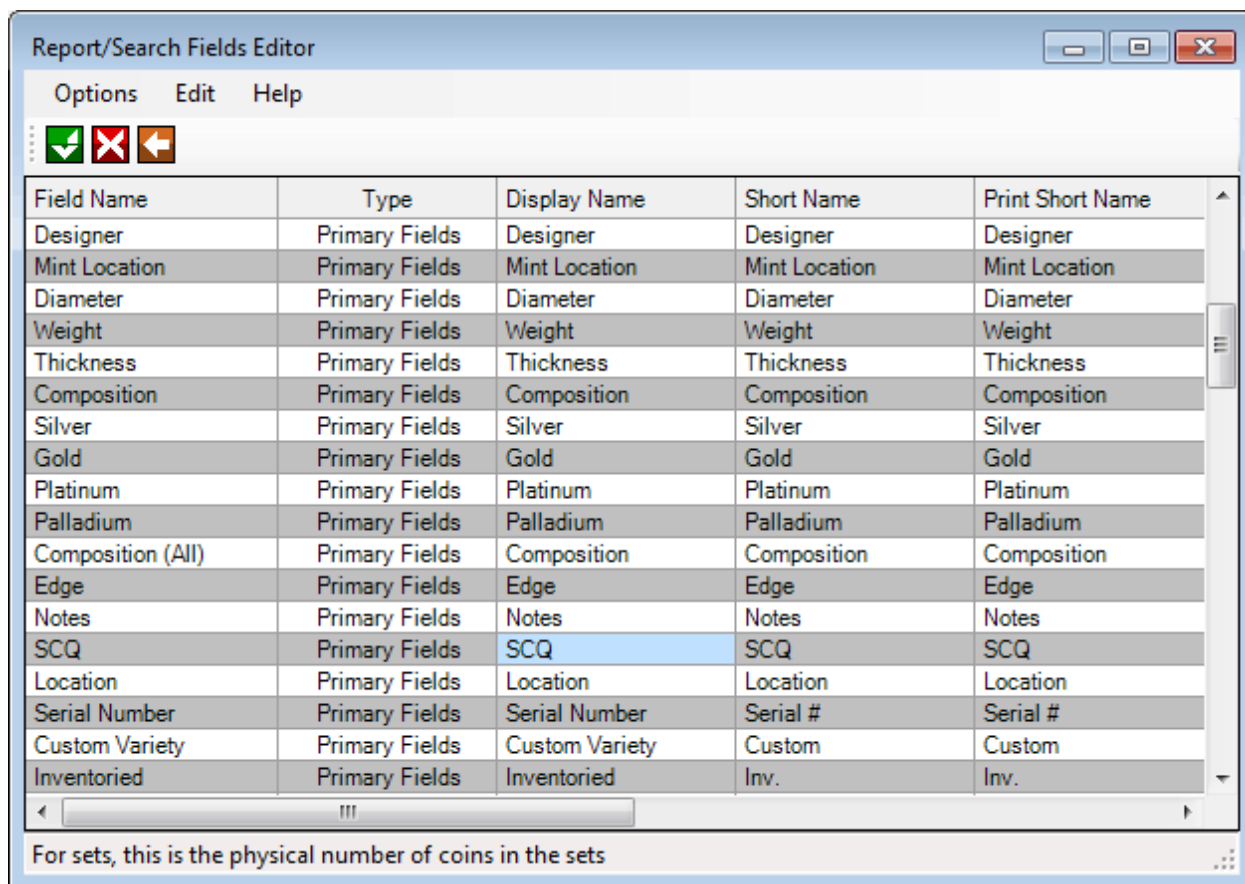 Report/Search Fields Editor
Options Edit Help
Field Name Type Display Name Short Name Print Short Name
Designer Primary Fields Designer Designer Designer
Mint Location Primary Fields Mint Location Mint Location Mint Location
Diameter Primary Fields Diameter Diameter Diameter
Weight Primary Fields Weight Weight Weight
Thickness Primary Fields Thickness Thickness Thickness
Composition Primary Fields Composition Composition Composition
Silver Primary Fields Silver Silver Silver
Gold Primary Fields Gold Gold Gold
Platinum Primary Fields Platinum Platinum Platinum
Palladium Primary Fields Palladium Palladium Palladium
Composition (All) Primary Fields Composition Composition Composition
Edge Primary Fields Edge Edge Edge
Notes Primary Fields Notes Notes Notes
SCQ Primary Fields SCQ SCQ SCQ
Location Primary Fields Location Location Location
Serial Number Primary Fields Serial Number Serial # Serial #
Custom Variety Primary Fields Custom Variety Custom Custom
Inventoried Primary Fields Inventoried Inv. Inv.
For sets, this is the physical number of coins in the sets